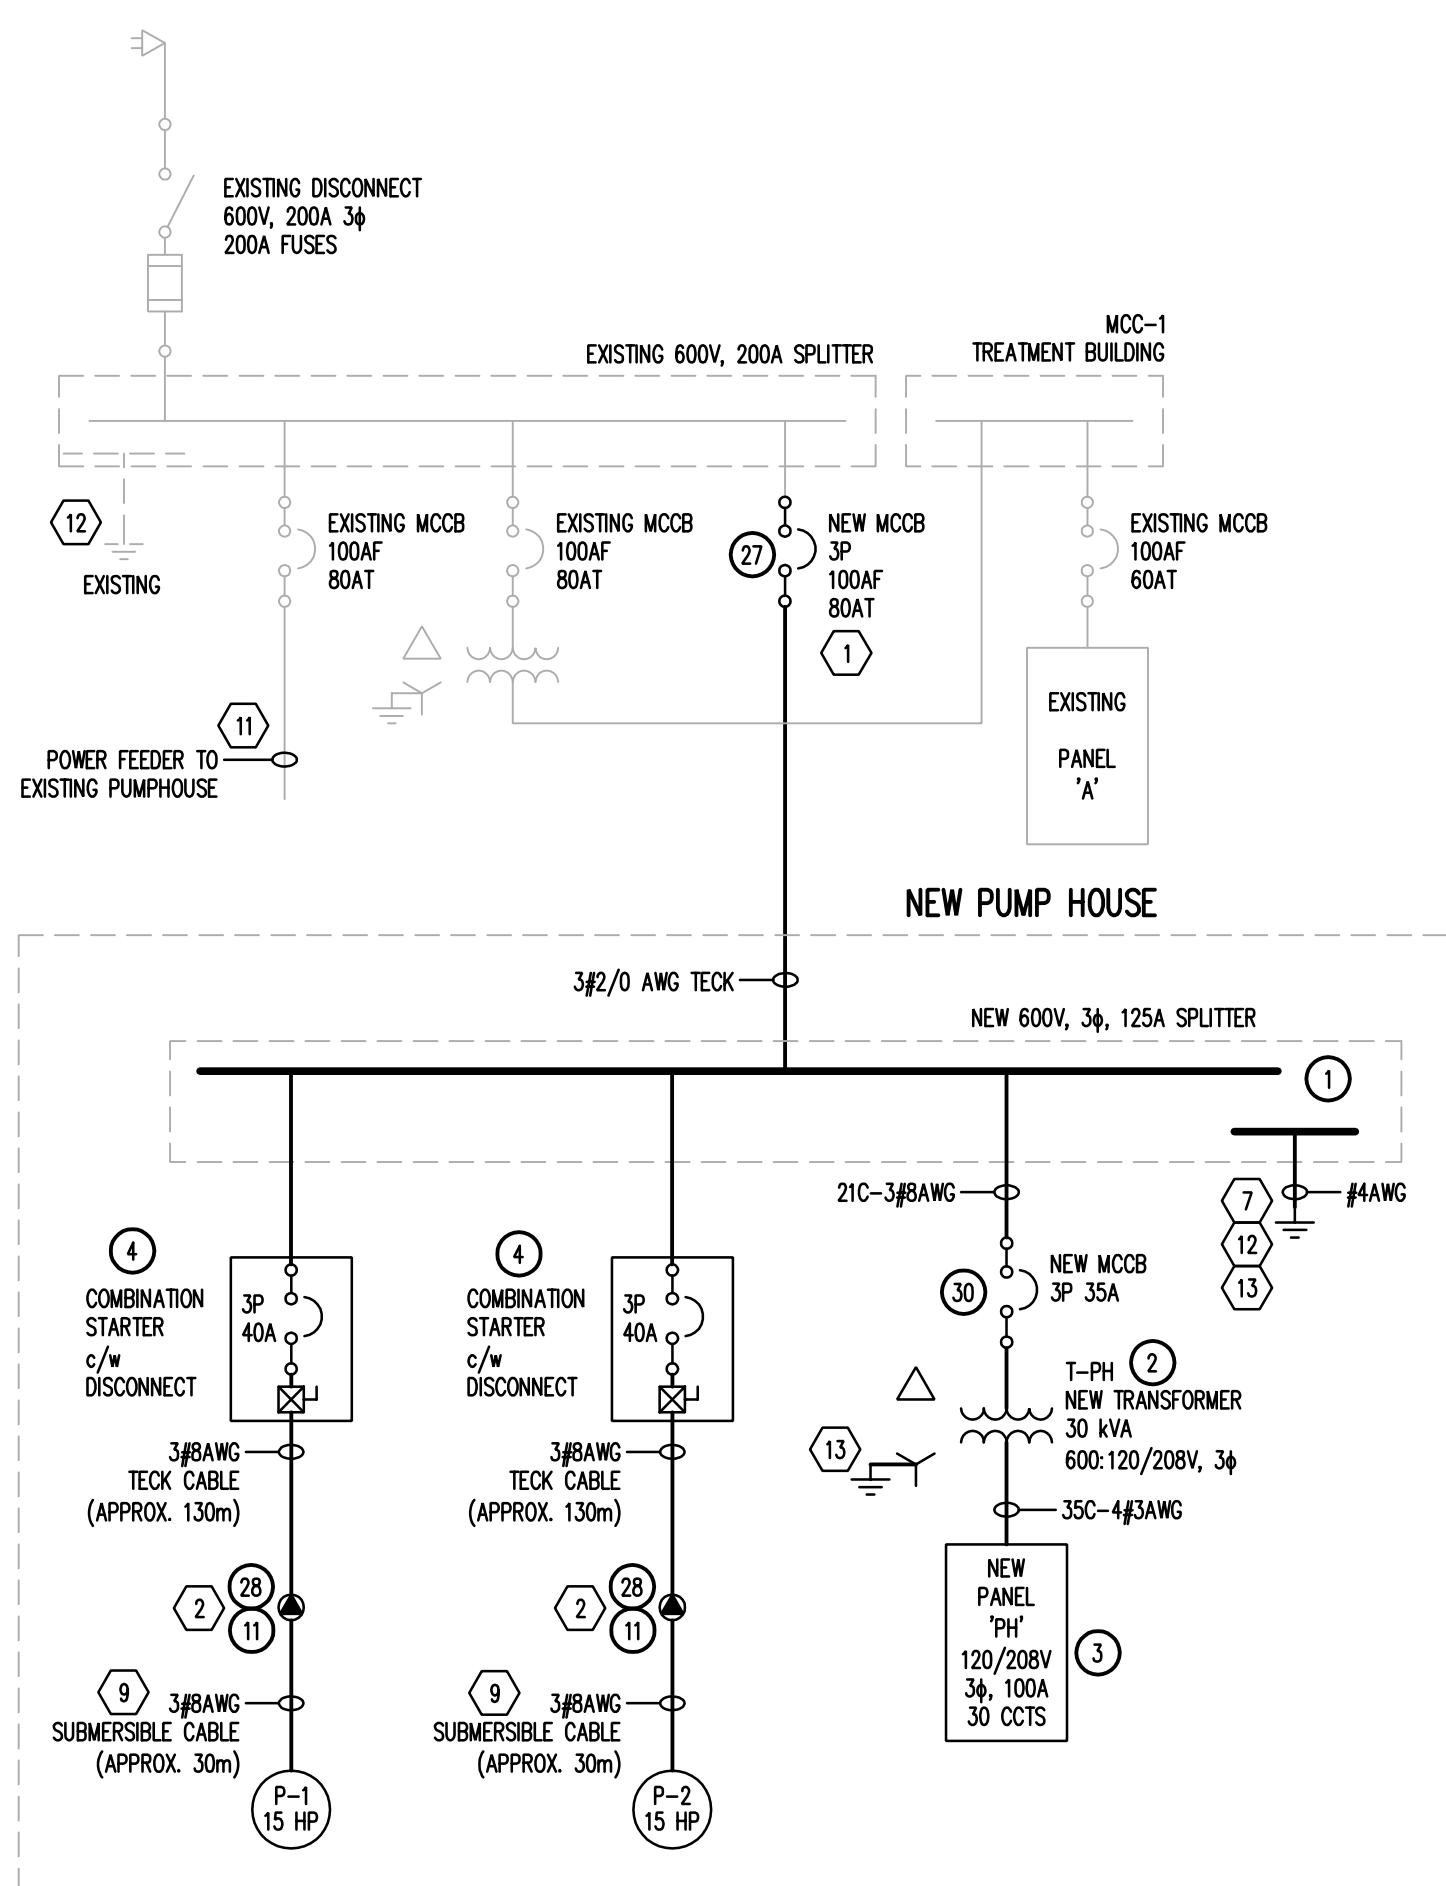 EXISTING DISCONNECT
600V, 200A 3ϕ
200A FUSES
EXISTING 600V, 200A SPLITTER
MCC-1
TREATMENT BUILDING
12
EXISTING
EXISTING MCCB
100AF
80AT
EXISTING MCCB
100AF
80AT
27
NEW MCCB
3P
100AF
80AT
1
EXISTING MCCB
100AF
60AT
11
POWER FEEDER TO
EXISTING PUMPHOUSE
EXISTING
PANEL
'A'
NEW PUMP HOUSE
3#2/0 AWG TECK
NEW 600V, 3ϕ, 125A SPLITTER
1
21C-3#8AWG
7
12
13
#4AWG
4
COMBINATION
STARTER
c/w
DISCONNECT
3P
40A
4
COMBINATION
STARTER
c/w
DISCONNECT
3P
40A
30
NEW MCCB
3P 35A
T-PH
2
NEW TRANSFORMER
30 kVA
600:120/208V, 3ϕ
13
3#8AWG
TECK CABLE
(APPROX. 130m)
3#8AWG
TECK CABLE
(APPROX. 130m)
35C-4#3AWG
2
28
11
2
28
11
NEW
PANEL
'PH'
120/208V
3ϕ, 100A
30 CCTS
3
9
3#8AWG
SUBMERSIBLE CABLE
(APPROX. 30m)
9
3#8AWG
SUBMERSIBLE CABLE
(APPROX. 30m)
P-1
15 HP
P-2
15 HP